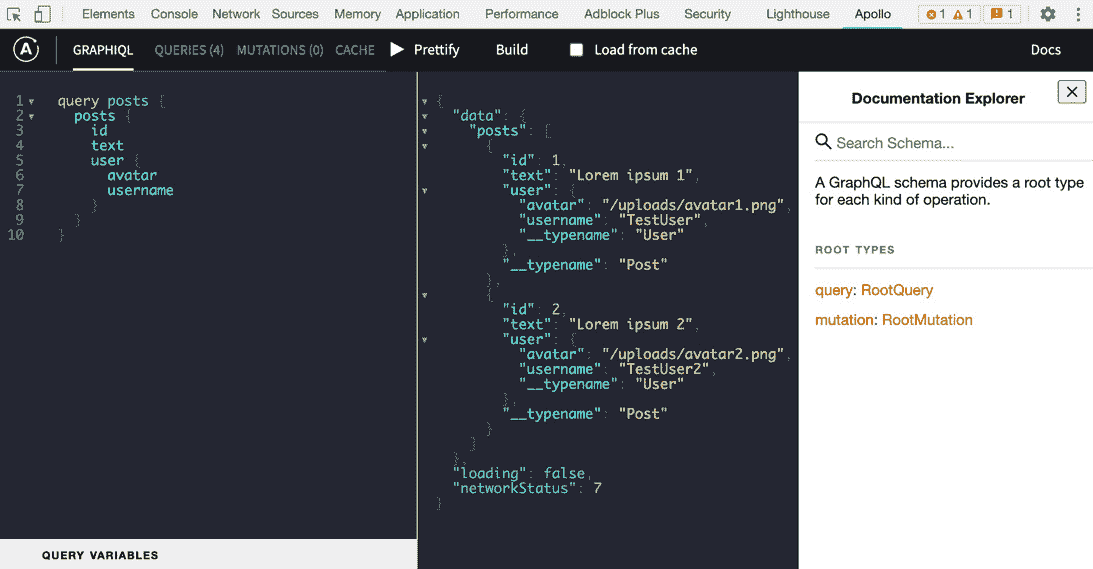 Elements Console Network Sources Memory Application Performance Adblock Plus Security Lighthouse Apollo 1 1 1
A GRAPHIQL QUERIES (4) MUTATIONS (0) CACHE Prettify Build Load from cache Docs
1 query posts {
2 posts {
3 id
4 text
5 user {
6 avatar
7 username
8 }
9 }
10 }
QUERY VARIABLES
{
"data": {
"posts": [
{
"id": 1,
"text": "Lorem ipsum 1",
"user": {
"avatar": "/uploads/avatar1.png",
"username": "TestUser",
"__typename": "User"
},
"__typename": "Post"
},
{
"id": 2,
"text": "Lorem ipsum 2",
"user": {
"avatar": "/uploads/avatar2.png",
"username": "TestUser2",
"__typename": "User"
},
"__typename": "Post"
}
]
},
"loading": false,
"networkStatus": 7
}
Documentation Explorer
Search Schema...
A GraphQL schema provides a root type
for each kind of operation.
ROOT TYPES
query: RootQuery
mutation: RootMutation